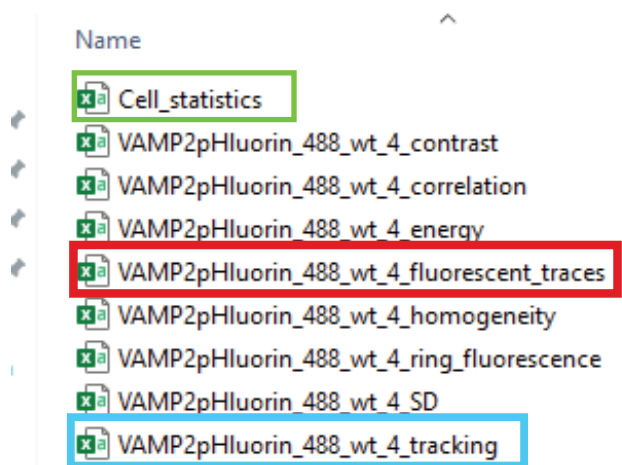 Name
Cell_statistics
VAMP2pHluorin_488_wt_4_contrast
VAMP2pHluorin_488_wt_4_correlation
VAMP2pHluorin_488_wt_4_energy
VAMP2pHluorin_488_wt_4_fluorescent_traces
VAMP2pHluorin_488_wt_4_homogeneity
VAMP2pHluorin_488_wt_4_ring_fluorescence
VAMP2pHluorin_488_wt_4_SD
VAMP2pHluorin_488_wt_4_tracking